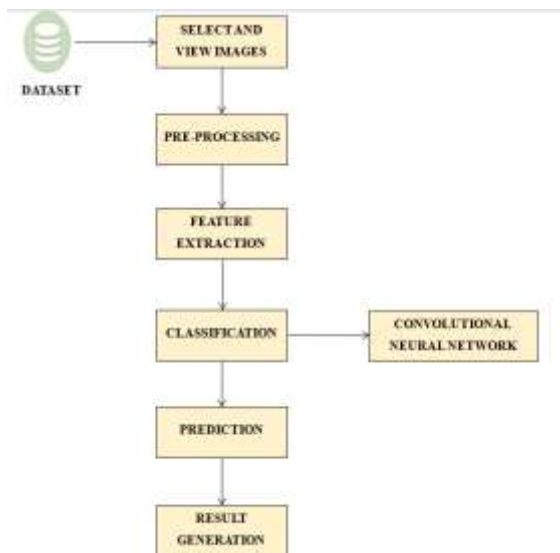 SELECT AND
VIEW IMAGES
DATASET
PRE-PROCESSING
FEATURE
EXTRACTION
CLASSIFICATION
CONVOLUTIONAL
NEURAL NETWORK
PREDICTION
RESULT
GENERATION